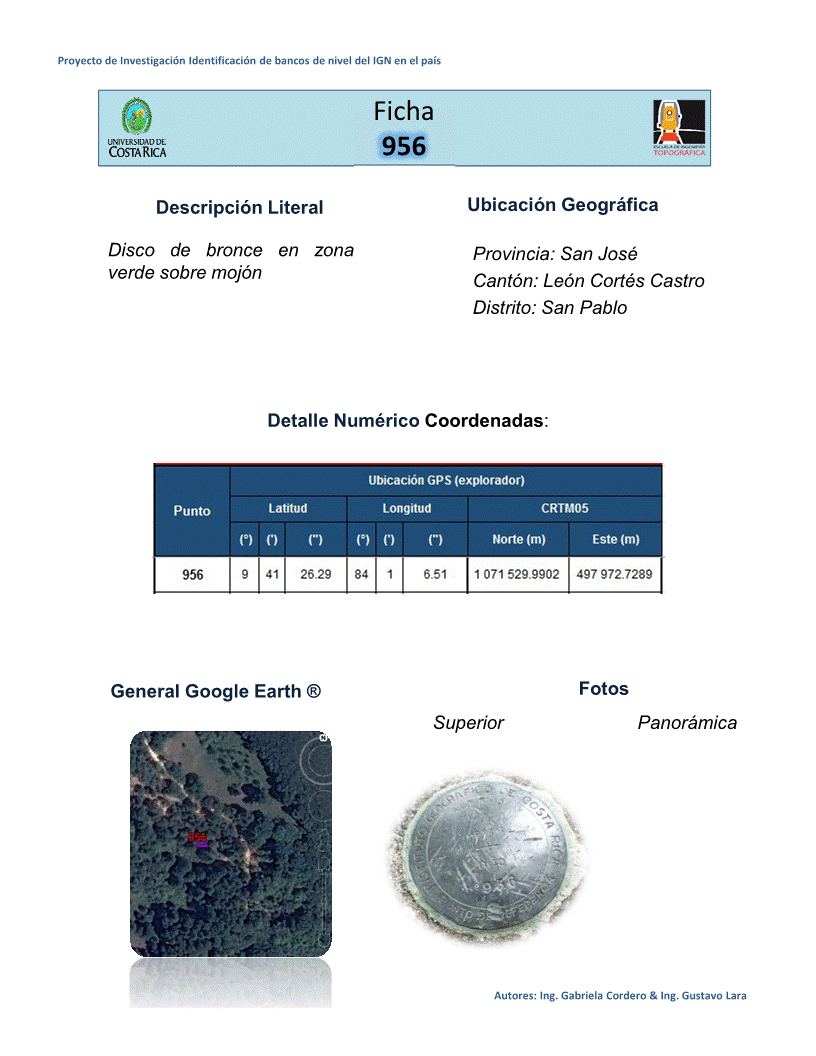 Proyecto de Investigación Identificación de bancos de nivel del IGN en el país
UNIVERSIDAD DE
COSTA RICA
Ficha
956
ESCUELA DE INGENIERÍA
TOPOGRÁFICA
Descripción Literal
Disco de bronce en zona
verde sobre mojón
Ubicación Geográfica
Provincia: San José
Cantón: León Cortés Castro
Distrito: San Pablo
Detalle Numérico Coordenadas:
Punto
Ubicación GPS (explorador)
Latitud Longitud CRTM05
(°) (') (") (°) (') (") Norte (m) Este (m)
956 9 41 26.29 84 1 6.51 1 071 529.9902 497 972.7289
General Google Earth ®
Fotos
Superior Panorámica
N
956
GEOGRAFICO DE COSTA RICA
956
DE REFERENCIA
Autores: Ing. Gabriela Cordero & Ing. Gustavo Lara